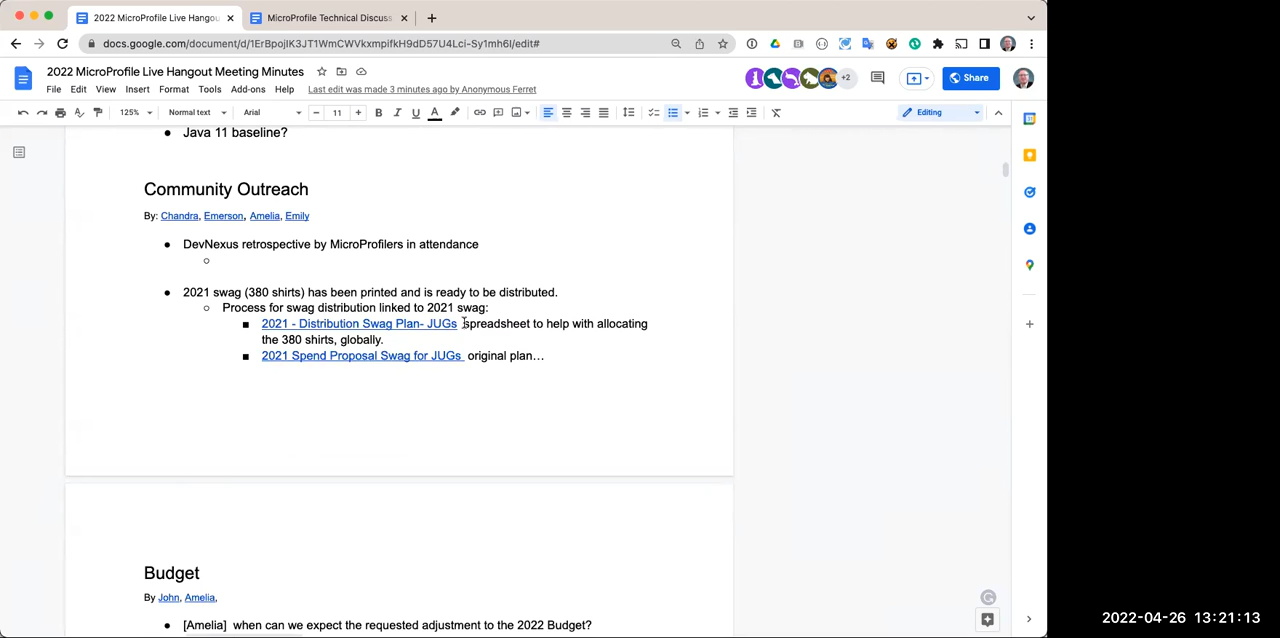 2022 MicroProfile Live Hangou
MicroProfile Technical Discuss
docs.google.com/document/d/1ErBpojIK3JT1WmCWVkxmpifkH9dD57U4Lci-Sy1mh6I/edit#
2022 MicroProfile Live Hangout Meeting Minutes
+2
Share
File Edit View Insert Format Tools Add-ons Help Last edit was made 3 minutes ago by Anonymous Ferret
125% Normal text Arial 11 B I U A Editing
Java 11 baseline?
Community Outreach
By: Chandra, Emerson, Amelia, Emily
DevNexus retrospective by MicroProfilers in attendance
2021 swag (380 shirts) has been printed and is ready to be distributed.
Process for swag distribution linked to 2021 swag:
2021 - Distribution Swag Plan- JUGs spreadsheet to help with allocating
the 380 shirts, globally.
2021 Spend Proposal Swag for JUGs original plan…
Budget
By John, Amelia,
[Amelia] when can we expect the requested adjustment to the 2022 Budget?
2022-04-26 13:21:13